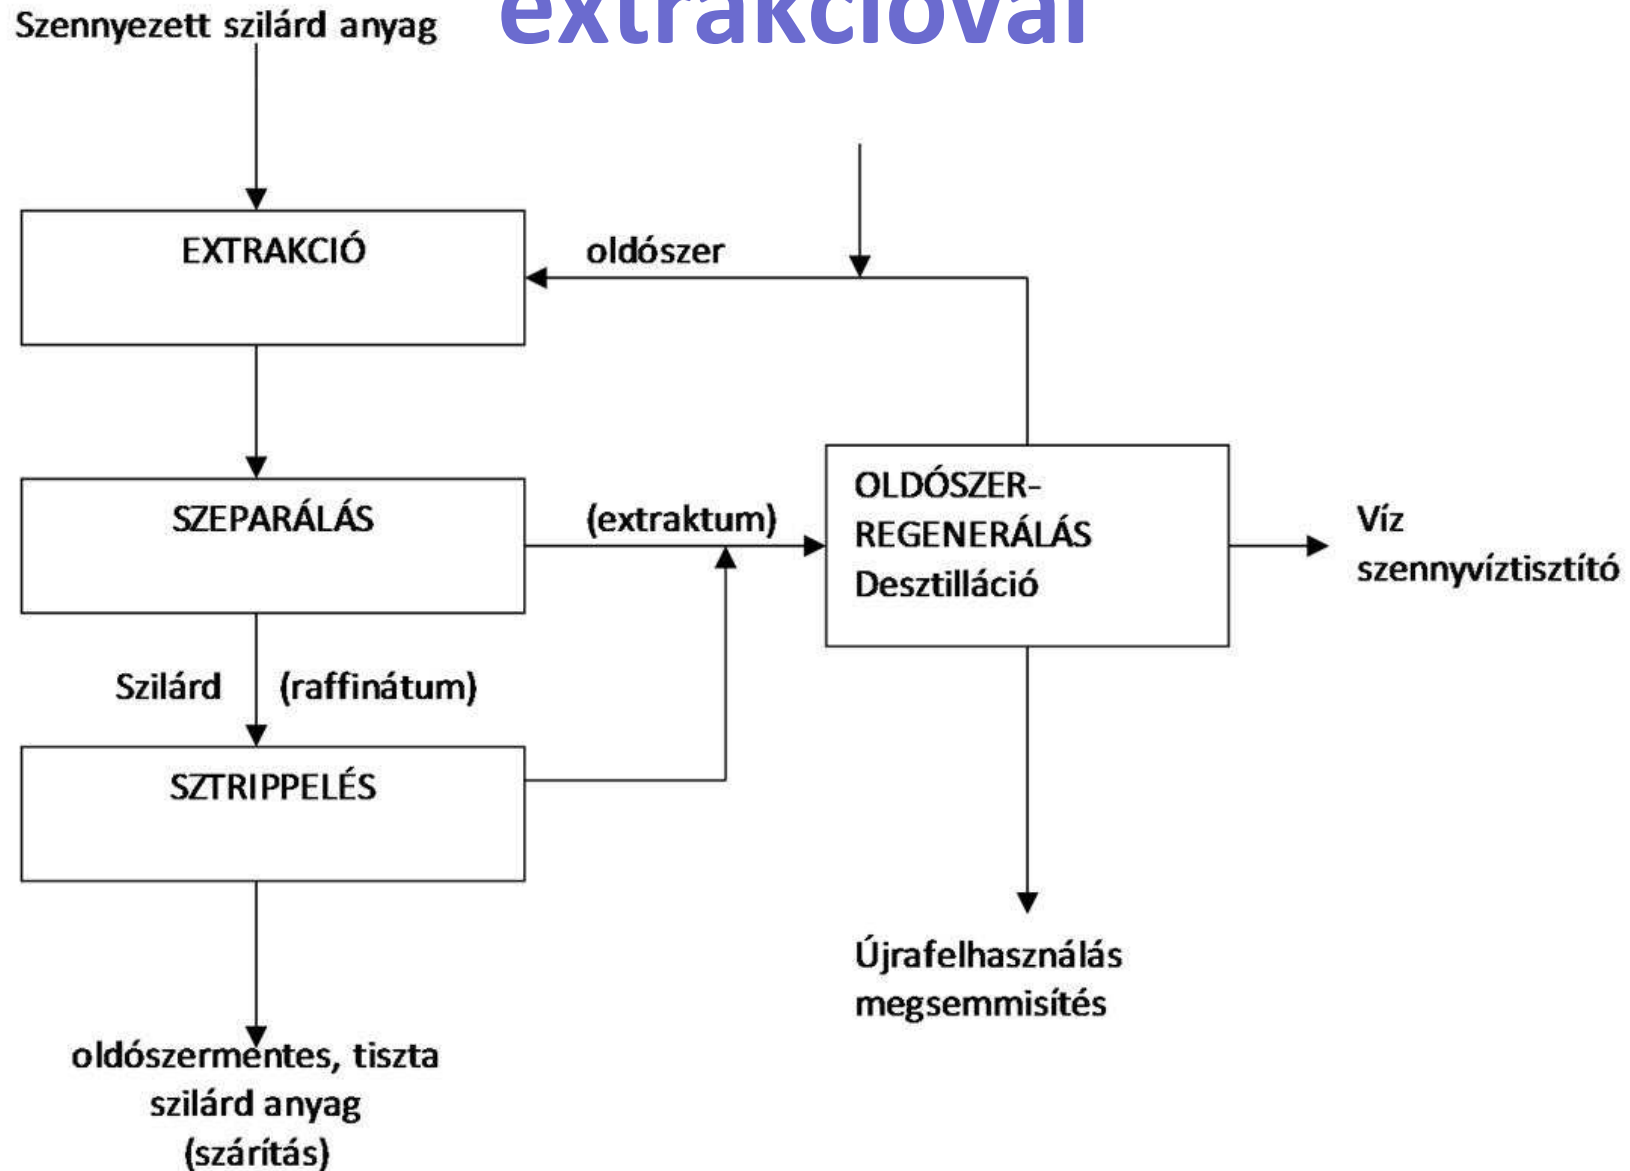 extrakcióval
Szennyezett szilárd anyag
EXTRAKCIÓ
oldószer
SZEPARÁLÁS
(extraktum)
OLDÓSZER-
REGENERÁLÁS
Desztilláció
Víz
szennyvíztisztító
Szilárd
(raffinátum)
SZTRIPPELÉS
Újrafelhasználás
megsemmisítés
oldószermentes, tiszta
szilárd anyag
(szárítás)